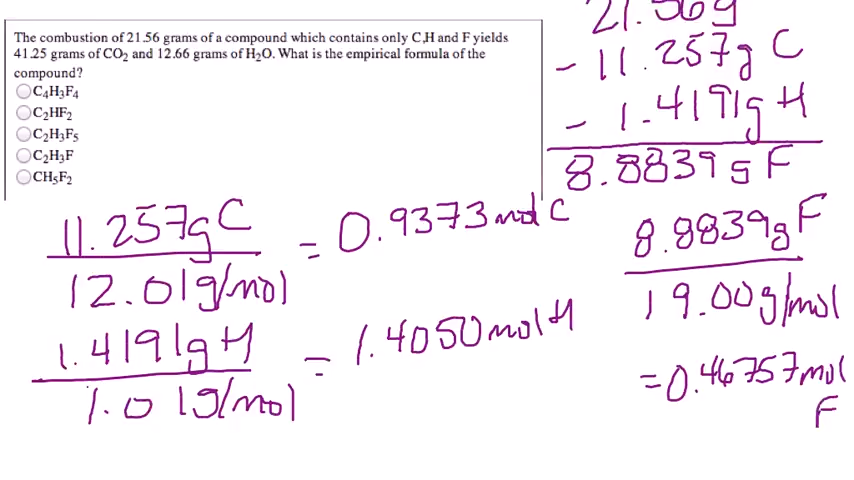 The combustion of 21.56 grams of a compound which contains only C,H and F yields
41.25 grams of CO₂ and 12.66 grams of H₂O. What is the empirical formula of the
compound?
C₄H₃F₄
C₂HF₂
C₂H₃F₅
C₂H₃F
CH₅F₂
21.56g
- 11.257g C
- 1.4191g H
8.8839 g F
11.257g C
12.01g/mol
= 0.9373 mol C
1.4191g H
1.01g/mol
= 1.4050 mol H
8.8839g F
19.00g/mol
= 0.46757 mol
F